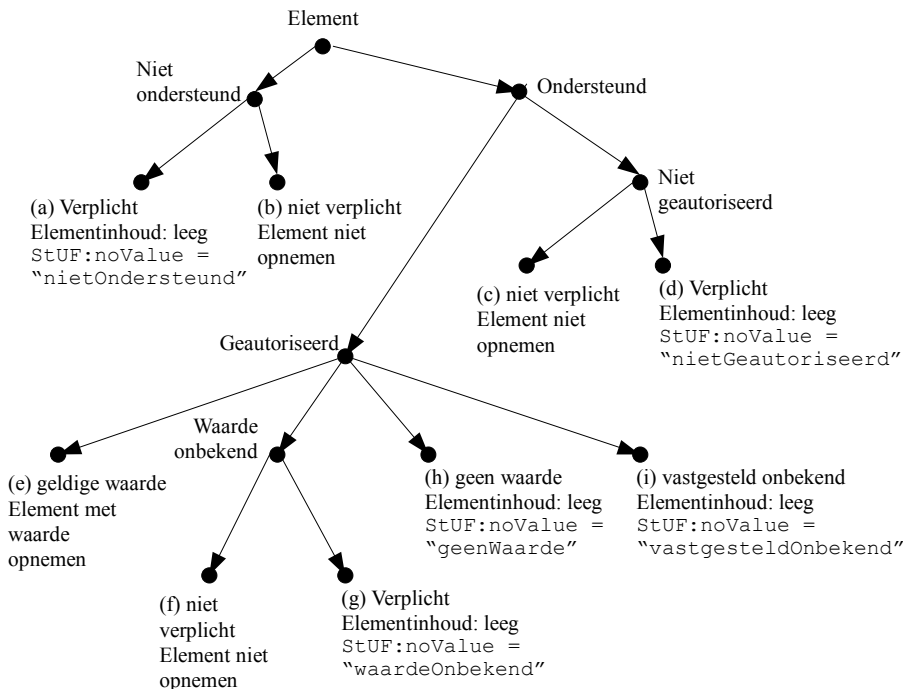 Element
Niet
ondersteund
Ondersteund
(a) Verplicht
Elementinhoud: leeg
StUF:noValue =
“nietOndersteund”
(b) niet verplicht
Element niet
opnemen
Niet
geautoriseerd
(c) niet verplicht
Element niet
opnemen
(d) Verplicht
Elementinhoud: leeg
StUF:noValue =
“nietGeautoriseerd”
Geautoriseerd
Waarde
onbekend
(e) geldige waarde
Element met
waarde
opnemen
(h) geen waarde
Elementinhoud: leeg
StUF:noValue =
“geenWaarde”
(i) vastgesteld onbekend
Elementinhoud: leeg
StUF:noValue =
“vastgesteldOnbekend”
(f) niet
verplicht
Element niet
opnemen
(g) Verplicht
Elementinhoud: leeg
StUF:noValue =
“waardeOnbekend”